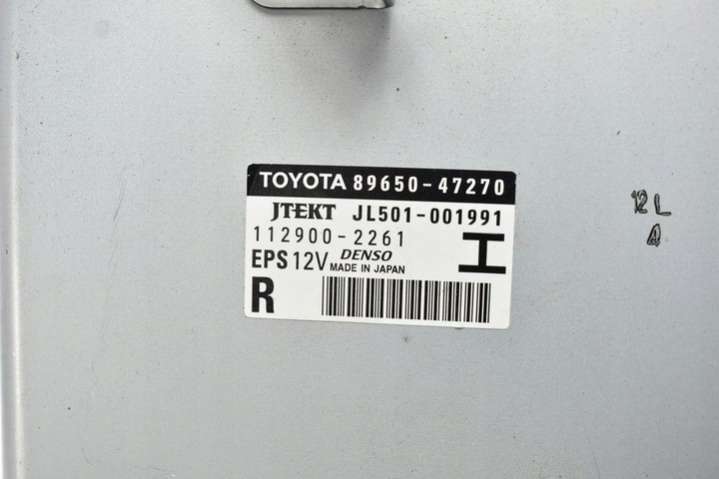 TOYOTA 89650-47270
JTEKT JL501-001991
112900-2261
EPS 12V DENSO
MADE IN JAPAN
H
R
12L
A